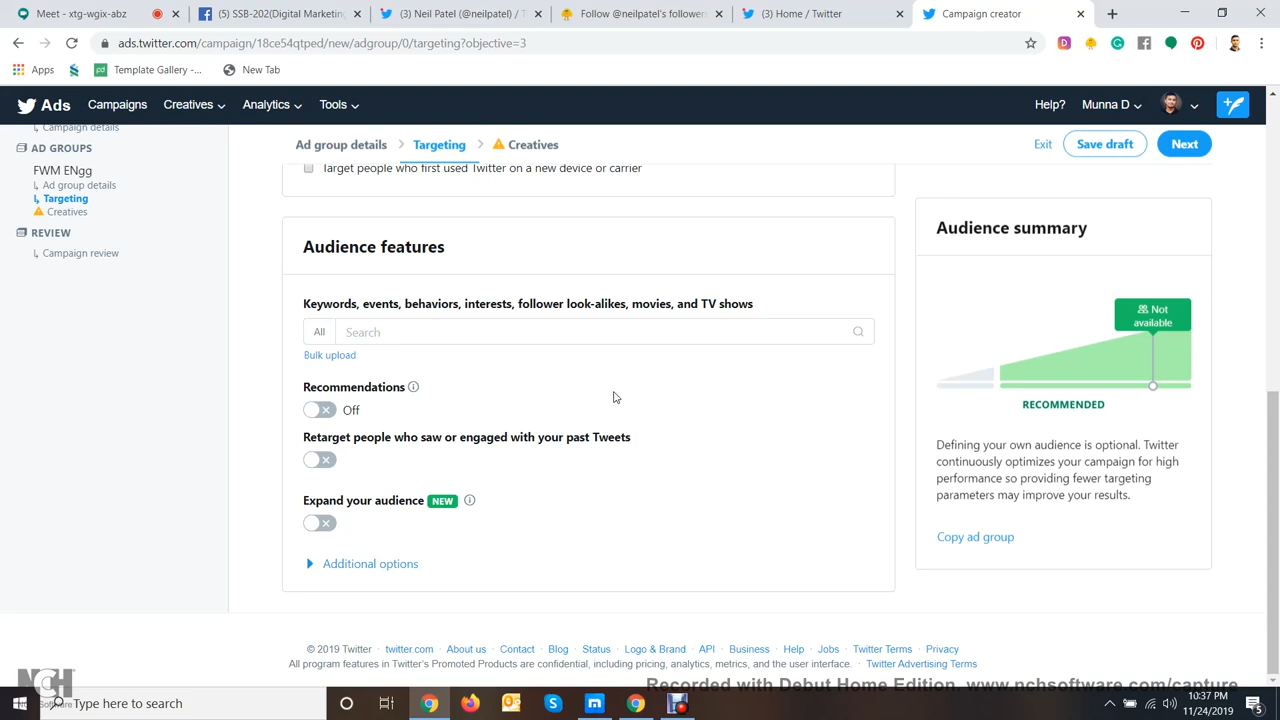 Meet - xtg-wgix-abz
(5) SSB-202(Digital Marketing
(3) Neil Patel (@neilpatel) / T
Follow @neilpatel's follower
(3) Home / Twitter
Campaign creator
ads.twitter.com/campaign/18ce54qtped/new/adgroup/0/targeting?objective=3
Apps
Template Gallery -...
New Tab
Ads
Campaigns
Creatives
Analytics
Tools
Help?
Munna D
Campaign details
AD GROUPS
FWM ENgg
Ad group details
Targeting
Creatives
REVIEW
Campaign review
Ad group details
Targeting
Creatives
Exit
Save draft
Next
Target people who first used Twitter on a new device or carrier
Audience features
Keywords, events, behaviors, interests, follower look-alikes, movies, and TV shows
All
Search
Bulk upload
Recommendations
Off
Retarget people who saw or engaged with your past Tweets
Expand your audience NEW
Additional options
Audience summary
Not
available
RECOMMENDED
Defining your own audience is optional. Twitter
continuously optimizes your campaign for high
performance so providing fewer targeting
parameters may improve your results.
Copy ad group
© 2019 Twitter · twitter.com · About us · Contact · Blog · Status · Logo & Brand · API · Business · Help · Jobs · Twitter Terms · Privacy
All program features in Twitter's Promoted Products are confidential, including pricing, analytics, metrics, and the user interface. · Twitter Advertising Terms
Recorded with Debut Home Edition. www.nchsoftware.com/capture
NCH
Software
Type here to search
10:37 PM
11/24/2019
5